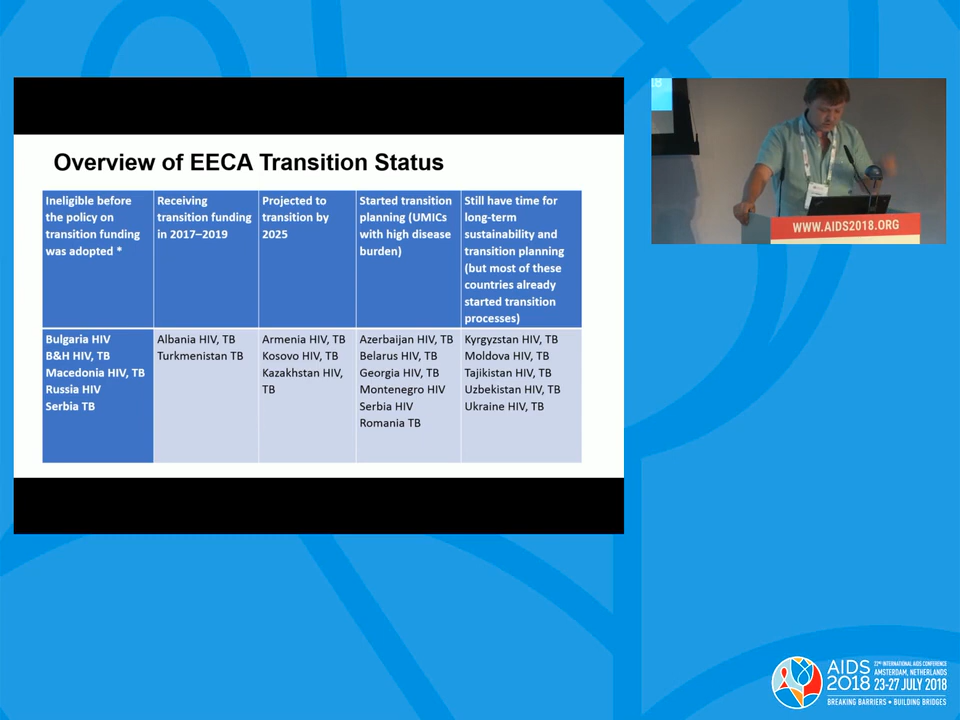 Overview of EECA Transition Status
Ineligible before
the policy on
transition funding
was adopted *
Receiving
transition funding
in 2017–2019
Projected to
transition by
2025
Started transition
planning (UMICs
with high disease
burden)
Still have time for
long-term
sustainability and
transition planning
(but most of these
countries already
started transition
processes)
Bulgaria HIV
B&H HIV, TB
Macedonia HIV, TB
Russia HIV
Serbia TB
Albania HIV, TB
Turkmenistan TB
Armenia HIV, TB
Kosovo HIV, TB
Kazakhstan HIV,
TB
Azerbaijan HIV, TB
Belarus HIV, TB
Georgia HIV, TB
Montenegro HIV
Serbia HIV
Romania TB
Kyrgyzstan HIV, TB
Moldova HIV, TB
Tajikistan HIV, TB
Uzbekistan HIV, TB
Ukraine HIV, TB
WWW.AIDS2018.ORG
AIDS
2018
22ND INTERNATIONAL AIDS CONFERENCE
AMSTERDAM, NETHERLANDS
23-27 JULY 2018
BREAKING BARRIERS • BUILDING BRIDGES